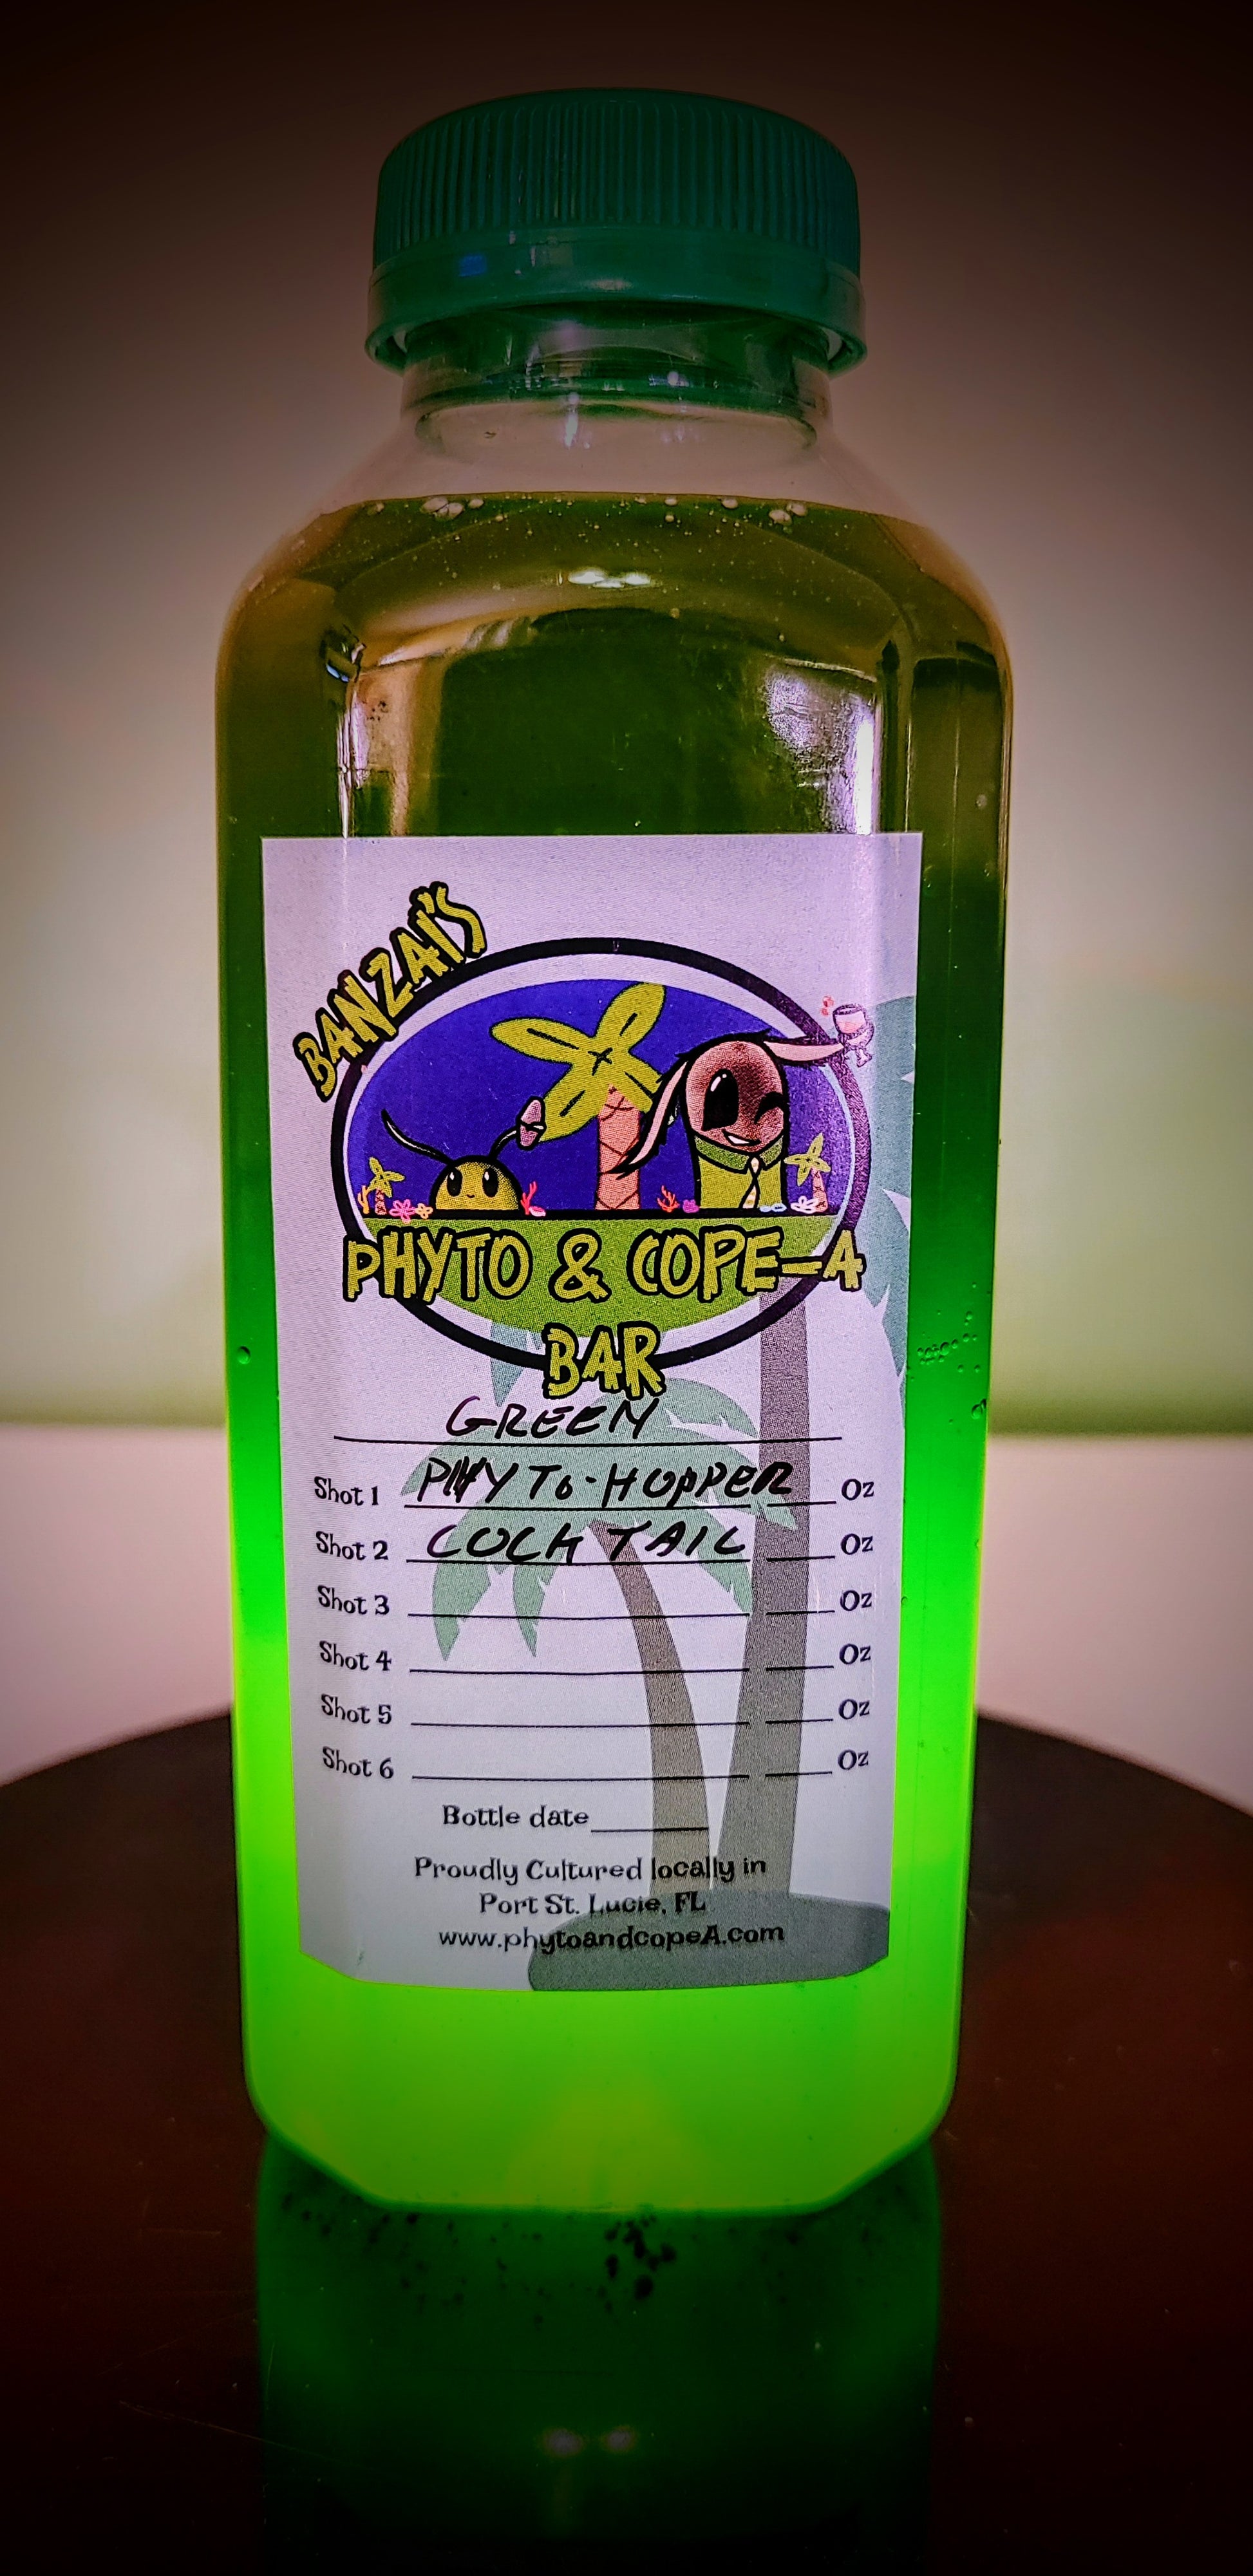 BANZAI'S
PHYTO & COPE-A
BAR
GREEN
Shot 1 PHYTO-HOPPER Oz
Shot 2 COCKTAIL Oz
Shot 3 Oz
Shot 4 Oz
Shot 5 Oz
Shot 6 Oz
Bottle date
Proudly Cultured locally in
Port St. Lucie, FL
www.phytoandcopeA.com